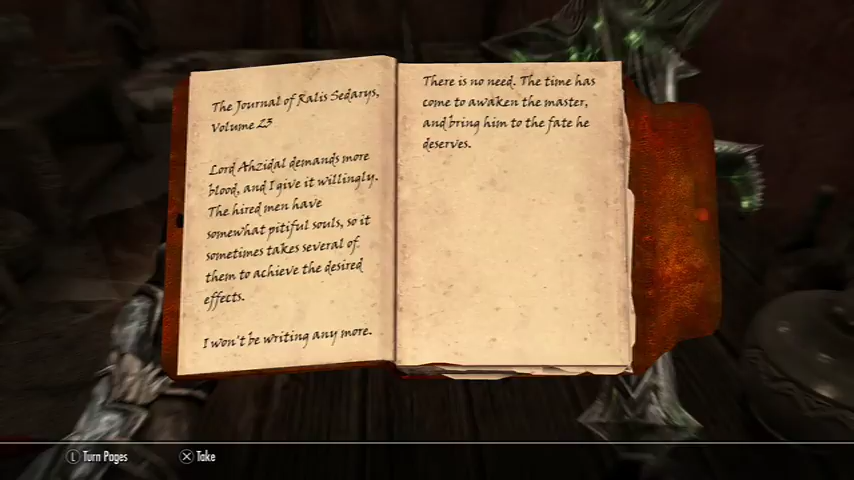 The Journal of Ralis Sedarys,
Volume 23
Lord Ahzidal demands more
blood, and I give it willingly.
The hired men have
somewhat pitiful souls, so it
sometimes takes several of
them to achieve the desired
effects.
I won't be writing any more.
There is no need. The time has
come to awaken the master,
and bring him to the fate he
deserves.
L Turn Pages
X Take